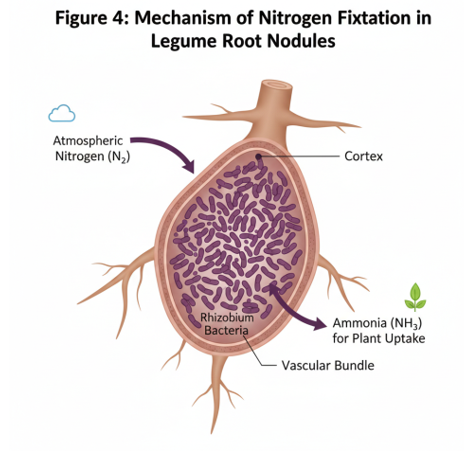 Figure 4: Mechanism of Nitrogen Fixtation in
Legume Root Nodules
Atmospheric
Nitrogen (N₂)
Cortex
Rhizobium
Bacteria
Ammonia (NH₃)
for Plant Uptake
Vascular Bundle